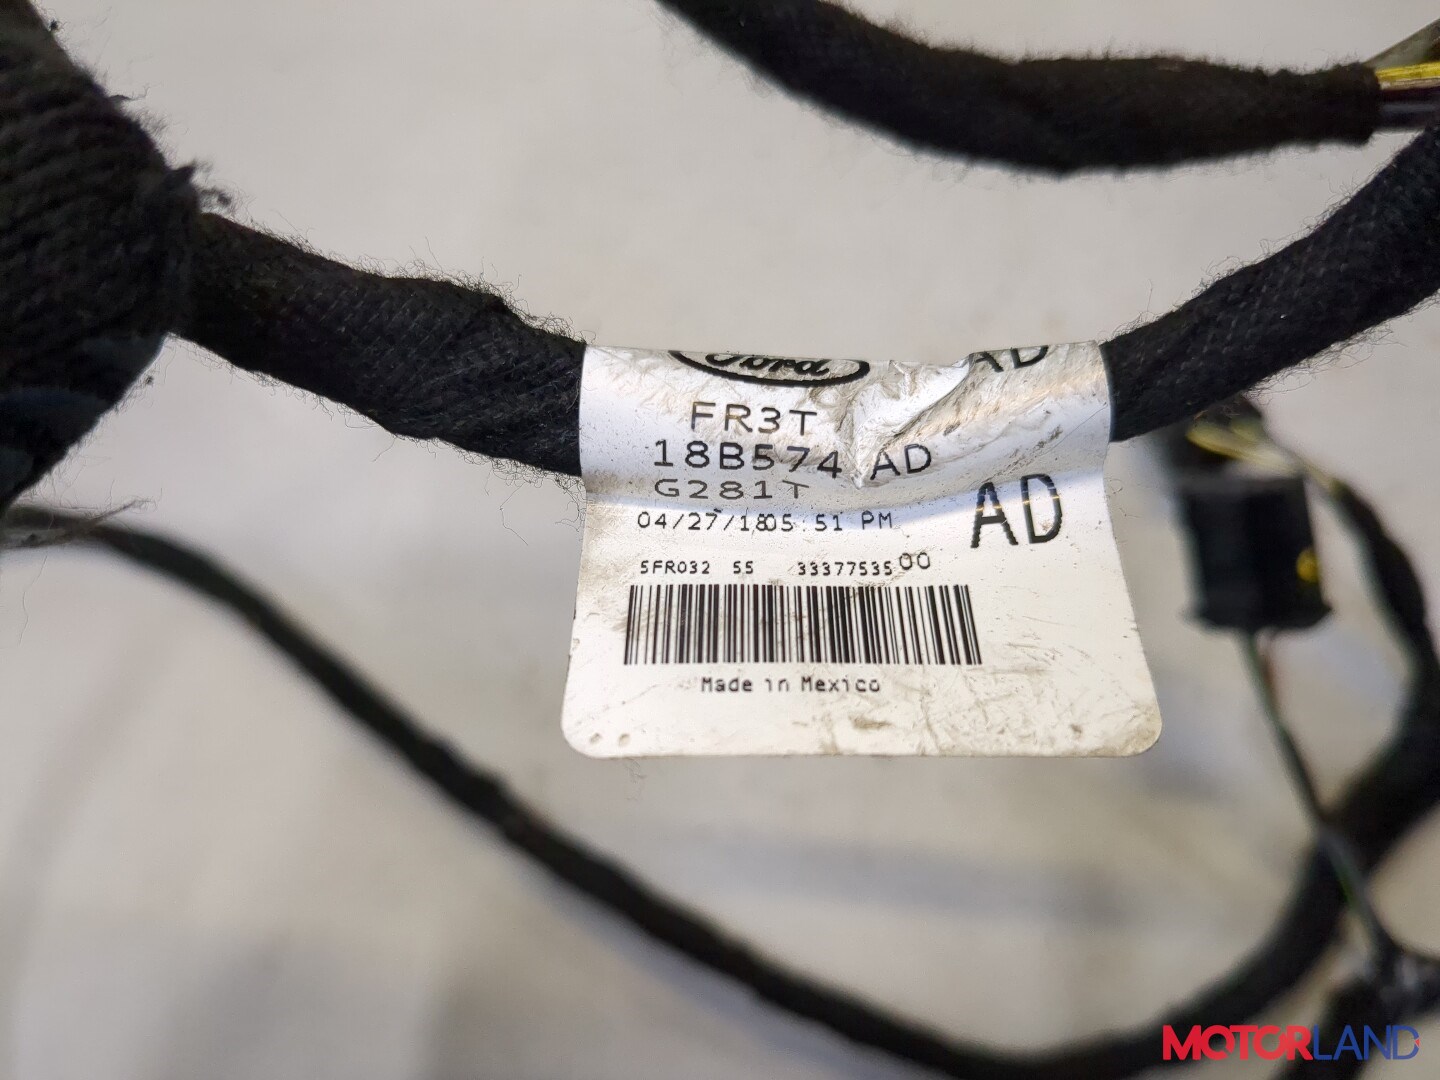 Ford AD
FR3T
18B574 AD
G281T
04/27/18 05:51 PM
AD
5FR032 55 33377535 00
Made in Mexico
MOTORLAND